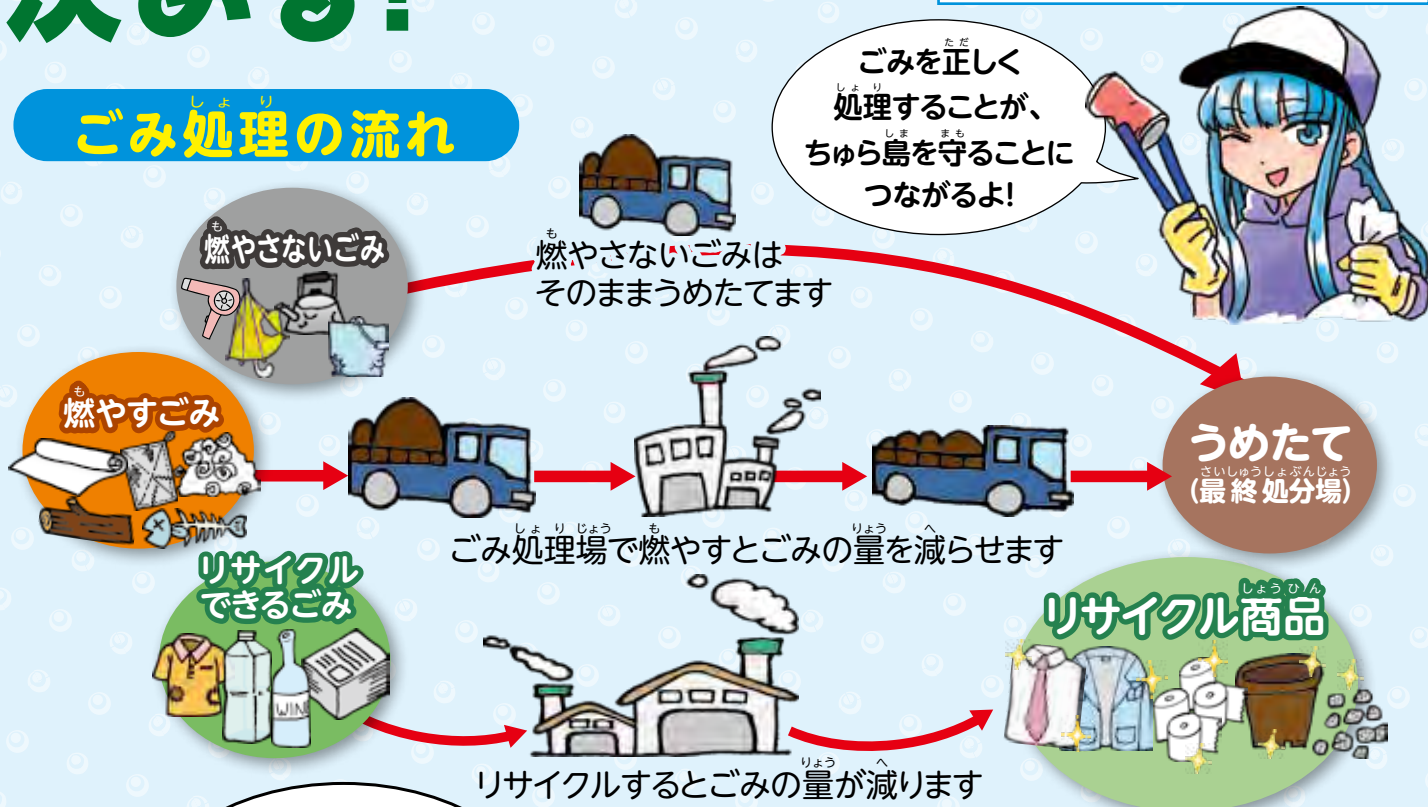 ごみ処理の流れ
ごみを正しく
処理することが、
ちゅら島を守ることに
つながるよ!
燃やさないごみ
燃やさないごみは
そのままうめたてます
燃やすごみ
うめたて
(最終処分場)
ごみ処理場で燃やすとごみの量を減らせます
リサイクル
できるごみ
WINE
リサイクル商品
リサイクルするとごみの量が減ります